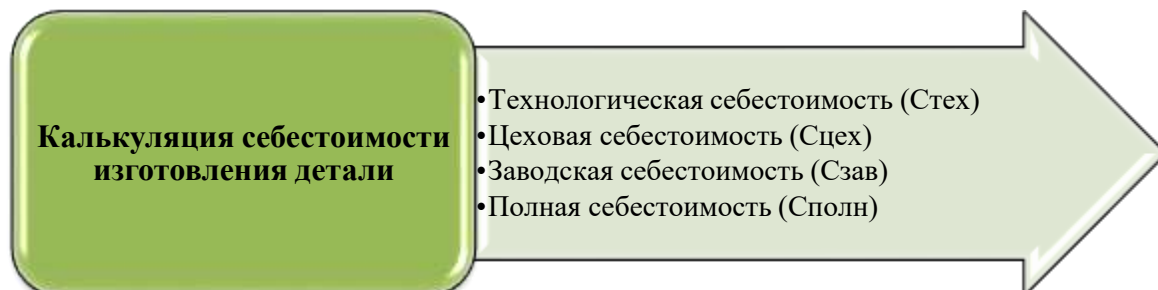 Калькуляция себестоимости
изготовления детали
•Технологическая себестоимость (Стех)
•Цеховая себестоимость (Сцех)
•Заводская себестоимость (Сзав)
•Полная себестоимость (Сполн)